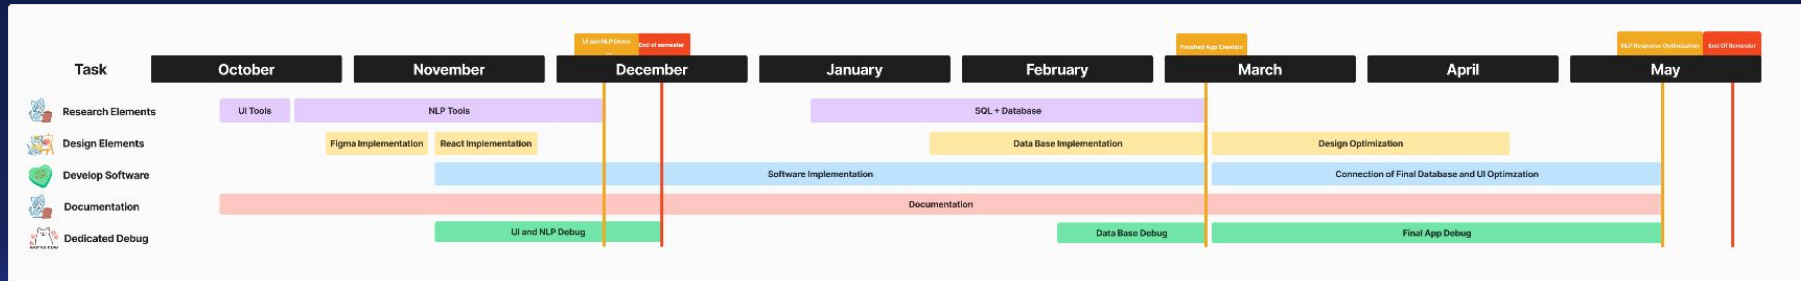 UI and NLP Demo
End of semester
Finished App Creation
NLP Response Optimization
End Of Semester
Task
October
November
December
January
February
March
April
May
Research Elements
UI Tools
NLP Tools
SQL + Database
Design Elements
Figma Implementation
React Implementation
Data Base Implementation
Design Optimization
Develop Software
Software Implementation
Connection of Final Database and UI Optimzation
Documentation
Documentation
works now
Dedicated Debug
UI and NLP Debug
Data Base Debug
Final App Debug